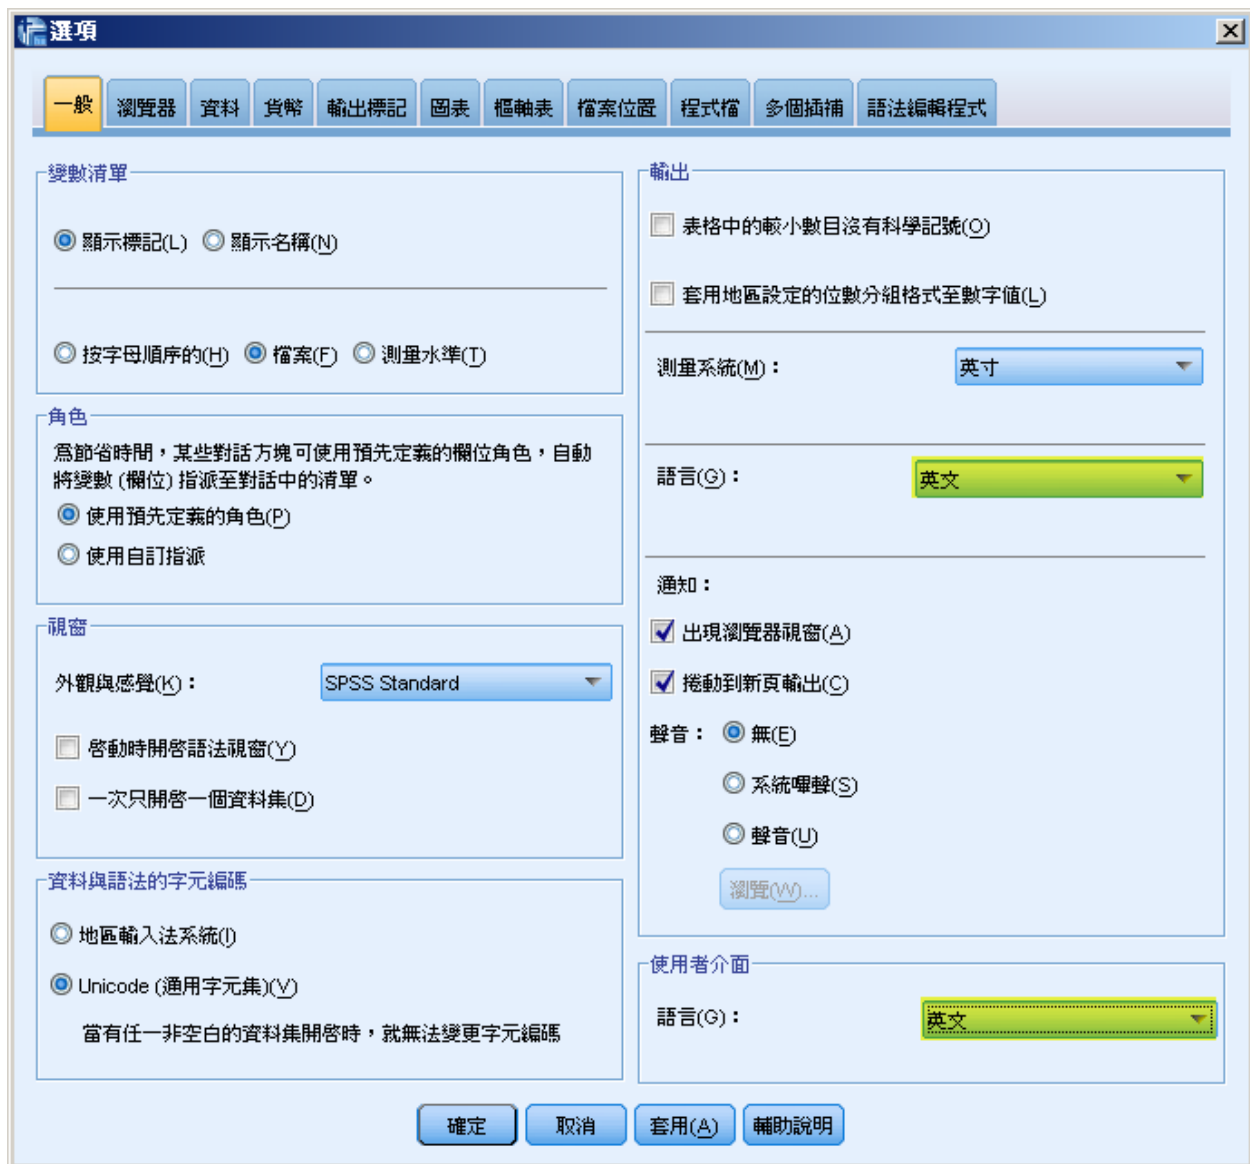 選項
一般 瀏覽器 資料 貨幣 輸出標記 圖表 樞軸表 檔案位置 程式檔 多個插補 語法編輯程式
變數清單
顯示標記(L) 顯示名稱(N)
按字母順序的(H) 檔案(F) 測量水準(T)
角色
為節省時間，某些對話方塊可使用預先定義的欄位角色，自動
將變數 (欄位) 指派至對話中的清單。
使用預先定義的角色(P)
使用自訂指派
視窗
外觀與感覺(K)： SPSS Standard
啓動時開啓語法視窗(Y)
一次只開啓一個資料集(D)
資料與語法的字元編碼
地區輸入法系統(I)
Unicode (通用字元集)(V)
當有任一非空白的資料集開啓時，就無法變更字元編碼
輸出
表格中的較小數目沒有科學記號(O)
套用地區設定的位數分組格式至數字值(L)
測量系統(M)： 英寸
語言(G)： 英文
通知：
出現瀏覽器視窗(A)
捲動到新頁輸出(C)
聲音： 無(E)
系統嗶聲(S)
聲音(U)
瀏覽(W)...
使用者介面
語言(G)： 英文
確定 取消 套用(A) 輔助說明